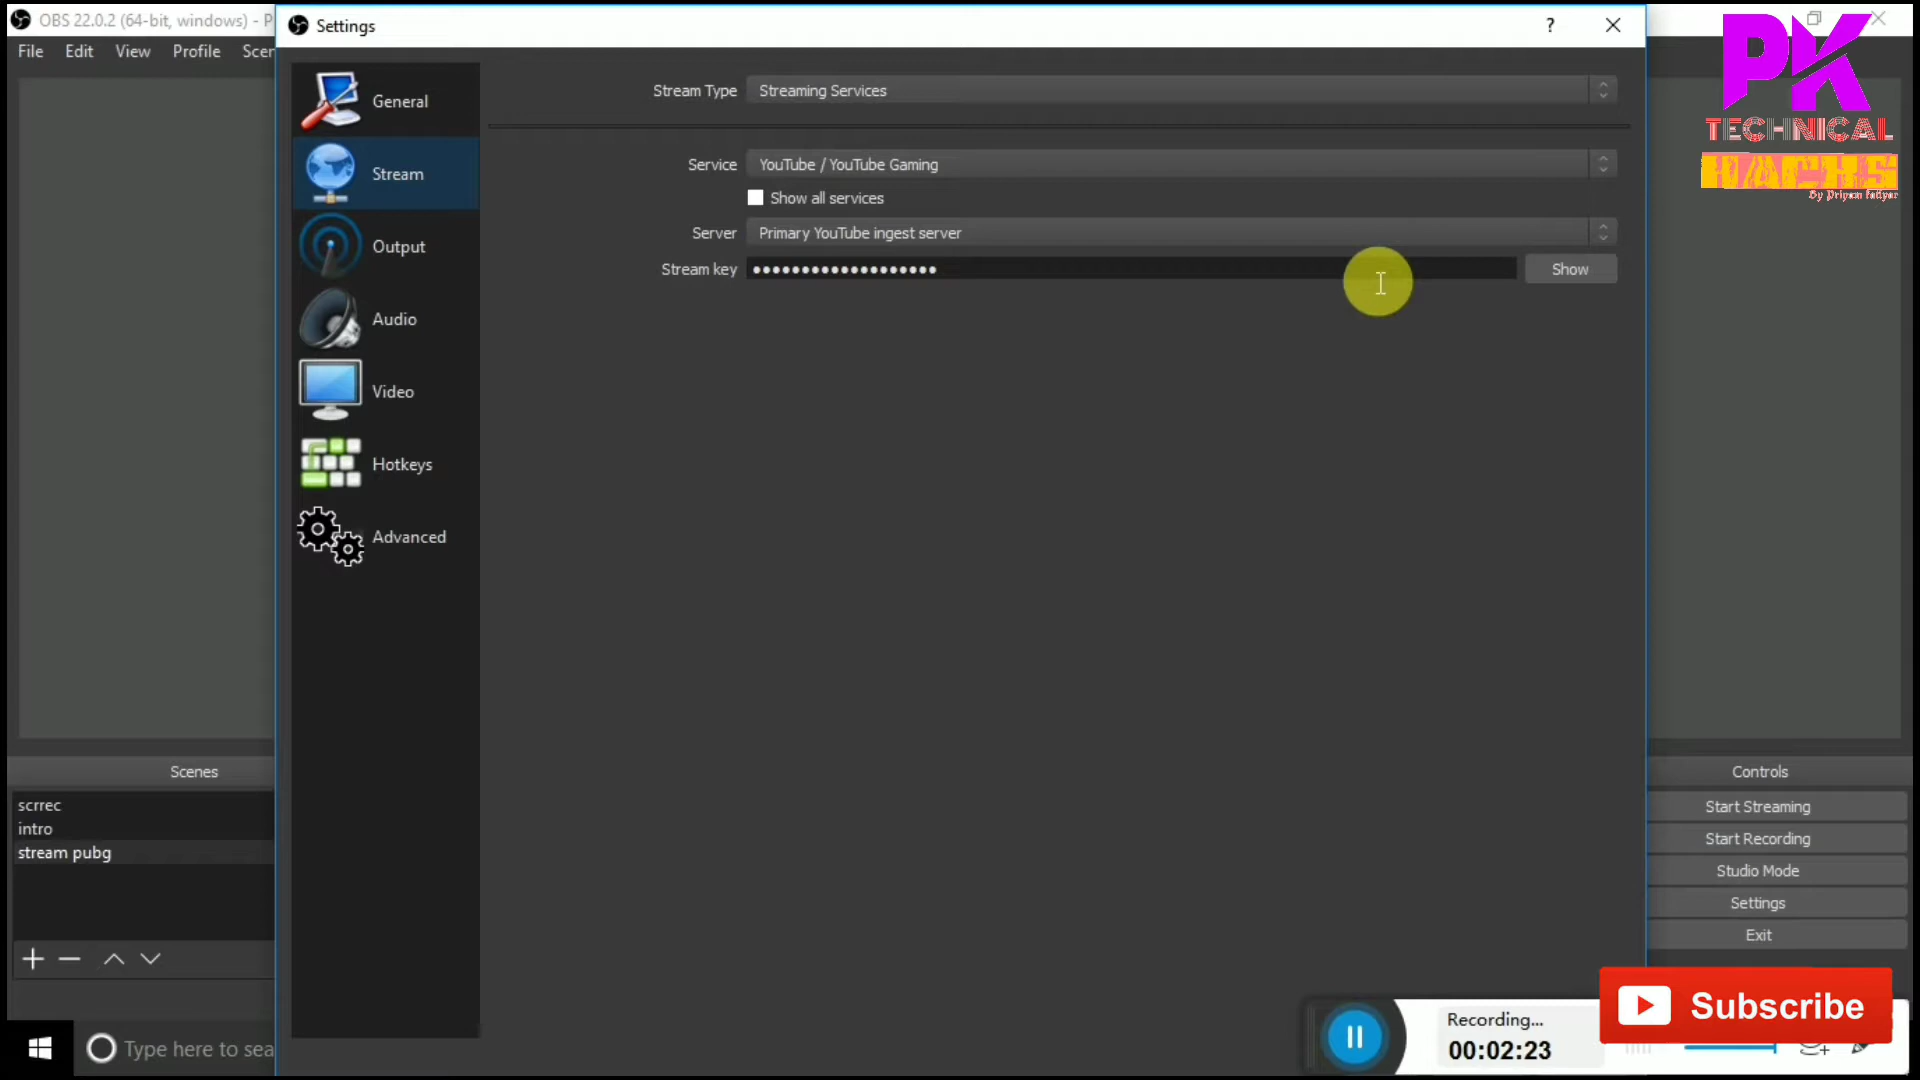 OBS 22.0.2 (64-bit, windows) - P
Settings
?
File Edit View Profile Scen
PK
TECHNICAL
HACKS
By Priyam
General
Stream
Output
Audio
Video
Hotkeys
Advanced
Stream Type Streaming Services
Service YouTube / YouTube Gaming
Show all services
Server Primary YouTube ingest server
Stream key ••••••••••••••••••• Show
Scenes
scrrec
intro
stream pubg
Controls
Start Streaming
Start Recording
Studio Mode
Settings
Exit
Type here to sea
Recording...
00:02:23
Subscribe